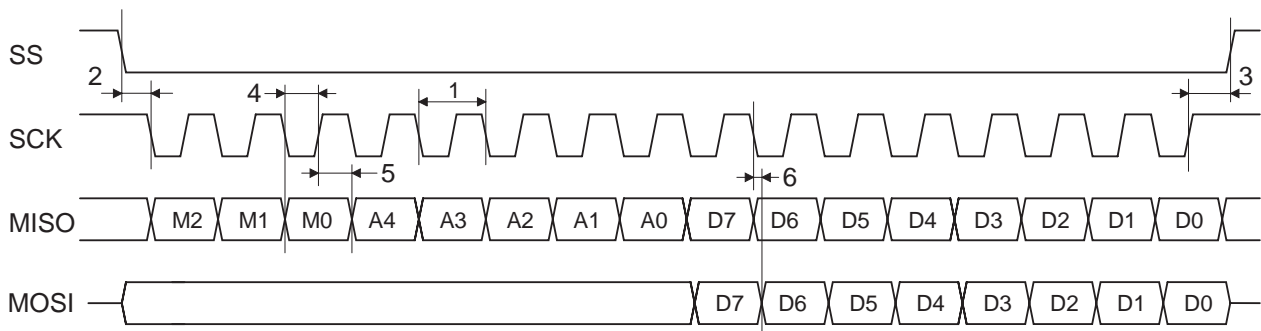 SS
2
4
1
3
SCK
5
6
MISO
M2 M1 M0 A4 A3 A2 A1 A0 D7 D6 D5 D4 D3 D2 D1 D0
MOSI
D7 D6 D5 D4 D3 D2 D1 D0